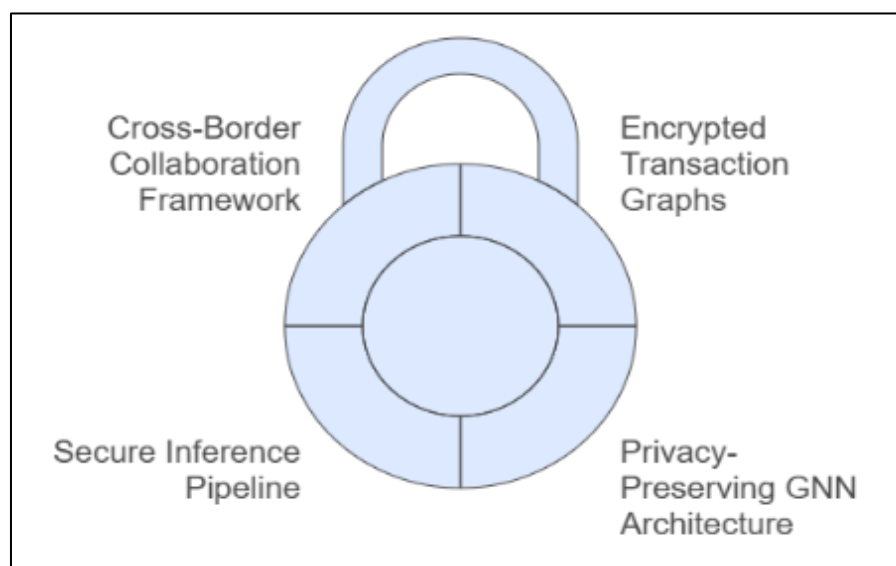 Cross-Border
Collaboration
Framework
Encrypted
Transaction
Graphs
Secure Inference
Pipeline
Privacy-
Preserving GNN
Architecture